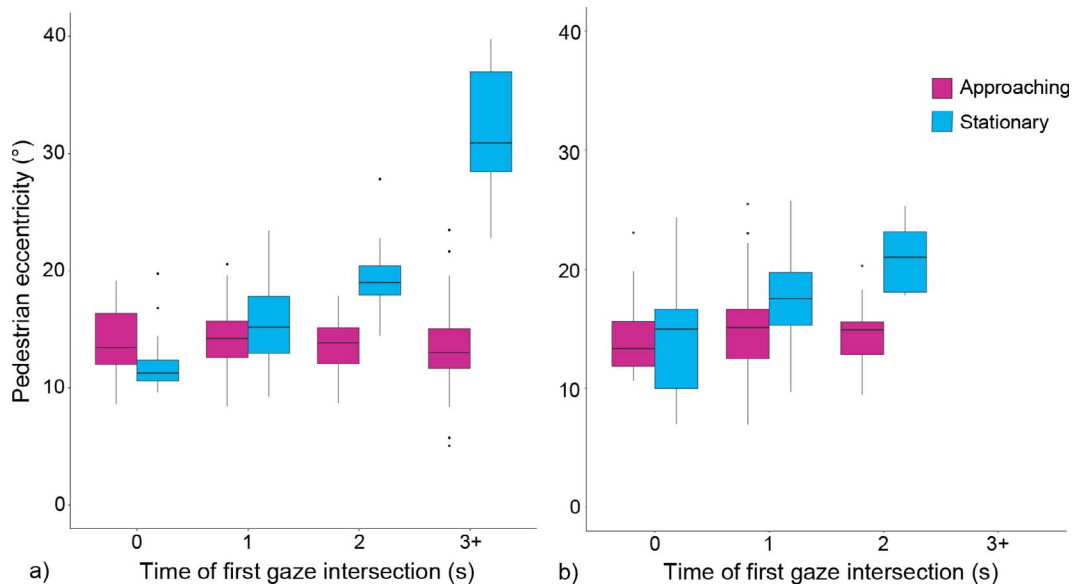 40
30
20
10
0
Pedestrian eccentricity (°)
0 1 2 3+
a) Time of first gaze intersection (s)
40
30
20
10
0
Approaching
Stationary
0 1 2 3+
b) Time of first gaze intersection (s)